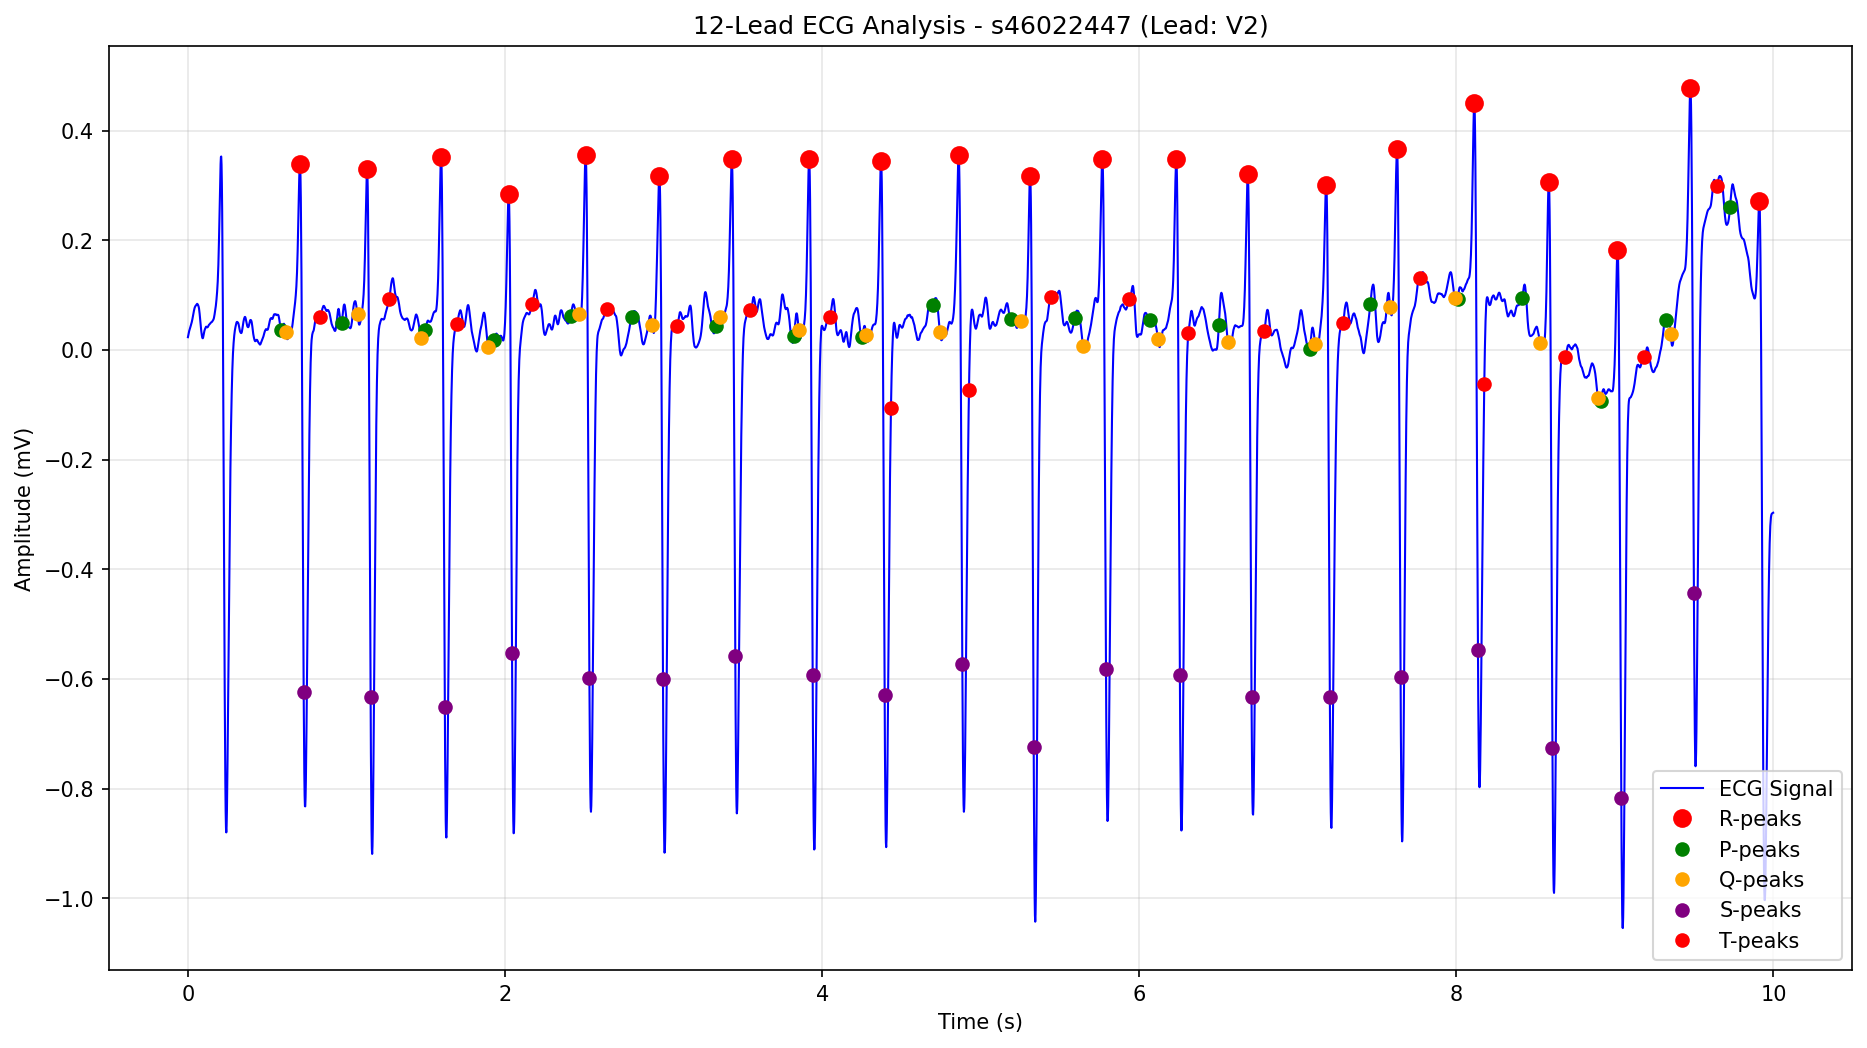 12-Lead ECG Analysis - s46022447 (Lead: V2)
Amplitude (mV)
0.4
0.2
0.0
−0.2
−0.4
−0.6
−0.8
−1.0
ECG Signal
R-peaks
P-peaks
Q-peaks
S-peaks
T-peaks
0 2 4 6 8 10
Time (s)